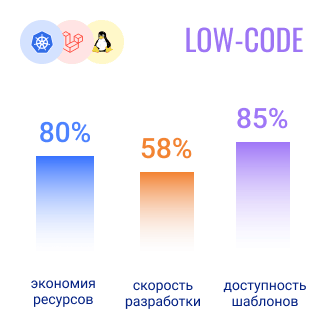 LOW-CODE
80%
58%
85%
экономия
ресурсов
скорость
разработки
доступность
шаблонов